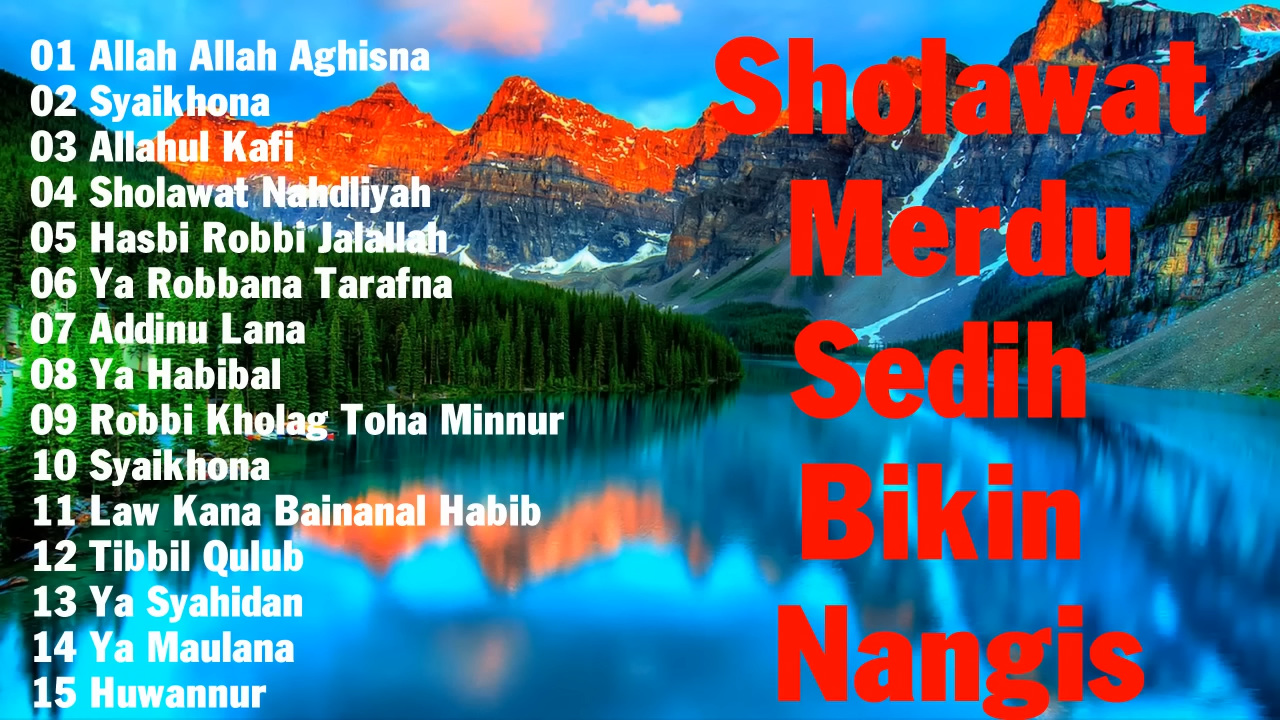 01 Allah Allah Aghisna
02 Syaikhona
03 Allahul Kafi
04 Sholawat Nahdliyah
05 Hasbi Robbi Jalallah
06 Ya Robbana Tarafna
07 Addinu Lana
08 Ya Habibal
09 Robbi Kholag Toha Minnur
10 Syaikhona
11 Law Kana Bainanal Habib
12 Tibbil Qulub
13 Ya Syahidan
14 Ya Maulana
15 Huwannur
Sholawat
Merdu
Sedih
Bikin
Nangis